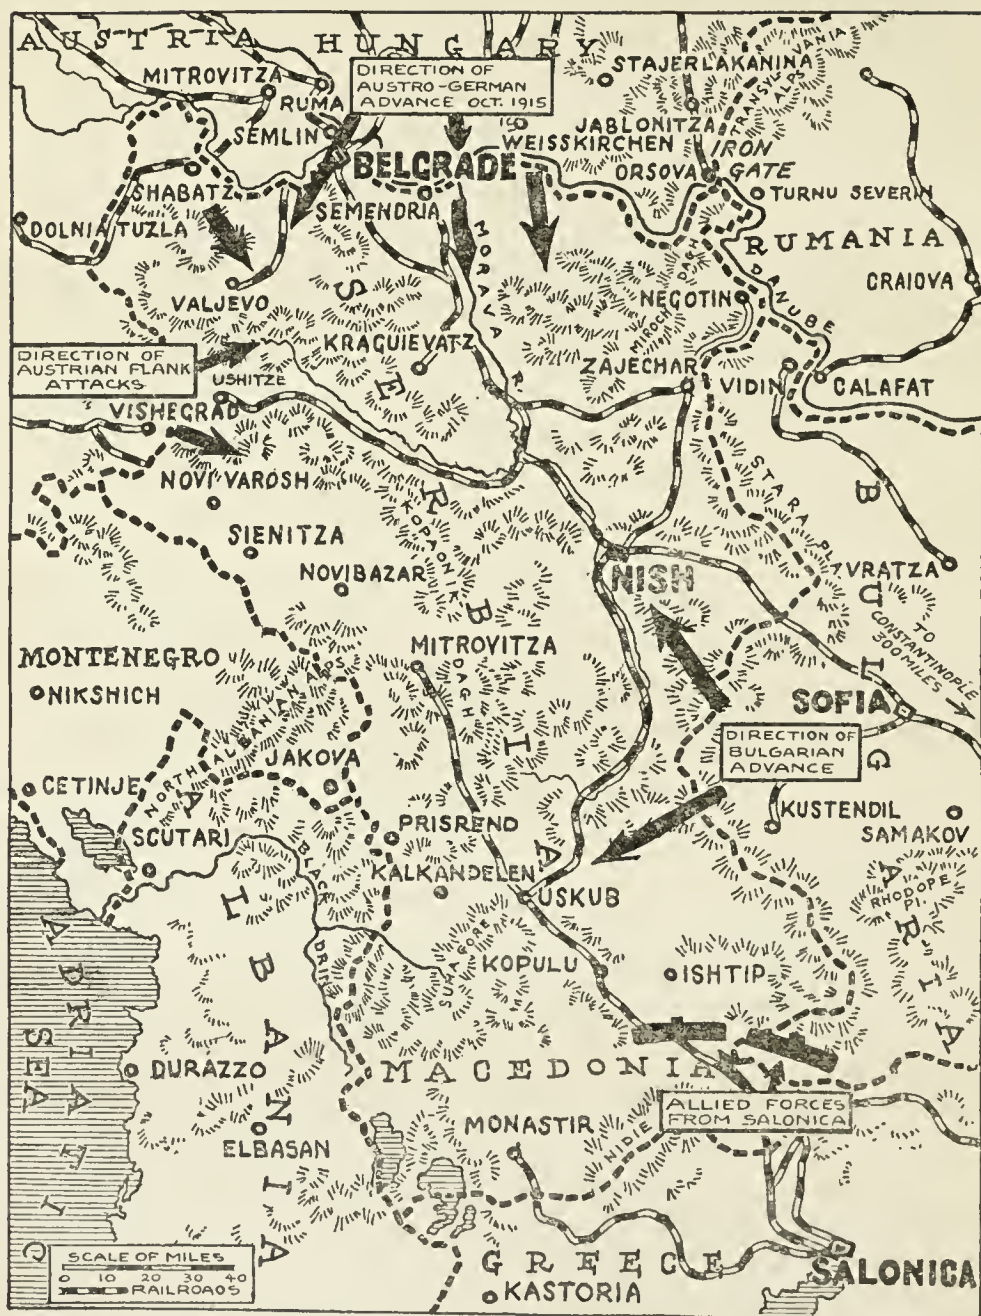 AUSTRIA HUNGARY
MITROVITZA
RUMA
SEMLIN
DIRECTION OF
AUSTRO-GERMAN
ADVANCE OCT. 1915
STAJERLAKANINA
TRANSYLVANIA
ALPS
JABLONITZA
WEISSKIRCHEN
IRON
GATE
ORSOVA
BELGRADE
SHABATZ
SEMENDRIA
TURNU SEVERIN
DOLNIA TUZLA
RUMANIA
MORAVA R.
VALJEVO
NEGOTIN
DANUBE
CRAIOVA
MIROCH DAGH
KRAGUIEVATZ
DIRECTION OF
AUSTRIAN FLANK
ATTACKS
USHITZE
ZAJECHAR
VIDIN
CALAFAT
VISHEGRAD
SERBIA
NOVI VAROSH
STARA PL.
BULGARIA
SIENITZA
KOPAONIK
NOVIBAZAR
NISH
VRATZA
TO
CONSTANTINOPLE
300 MILES
MONTENEGRO
MITROVITZA
DAGH
NIKSHICH
SOFIA
NORTH ALBANIAN ALPS
DIRECTION OF
BULGARIAN
ADVANCE
JAKOVA
CETINJE
KUSTENDIL
SAMAKOV
PRISREND
SCUTARI
KALKANDELEN
USKUB
RHODOPE
BLACK DRIN
ALBANIA
KOPULU
ISHTIP
ADRIATIC
SEA
DURAZZO
MACEDONIA
ALLIED FORCES
FROM SALONICA
MONASTIR
ELBASAN
SCALE OF MILES
0 10 20 30 40
RAILROADS
GREECE
SALONICA
KASTORIA